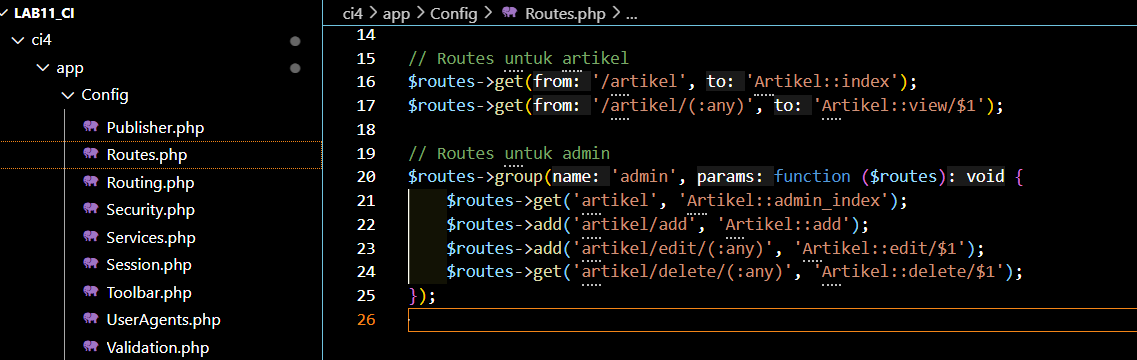 LAB11_CI
ci4
app
Config
Publisher.php
Routes.php
Routing.php
Security.php
Services.php
Session.php
Toolbar.php
UserAgents.php
Validation.php
ci4 > app > Config > Routes.php > ...
14
15 // Routes untuk artikel
16 $routes->get(from: '/artikel', to: 'Artikel::index');
17 $routes->get(from: '/artikel/(:any)', to: 'Artikel::view/$1');
18
19 // Routes untuk admin
20 $routes->group(name: 'admin', params: function ($routes): void {
21 $routes->get('artikel', 'Artikel::admin_index');
22 $routes->add('artikel/add', 'Artikel::add');
23 $routes->add('artikel/edit/(:any)', 'Artikel::edit/$1');
24 $routes->get('artikel/delete/(:any)', 'Artikel::delete/$1');
25 });
26